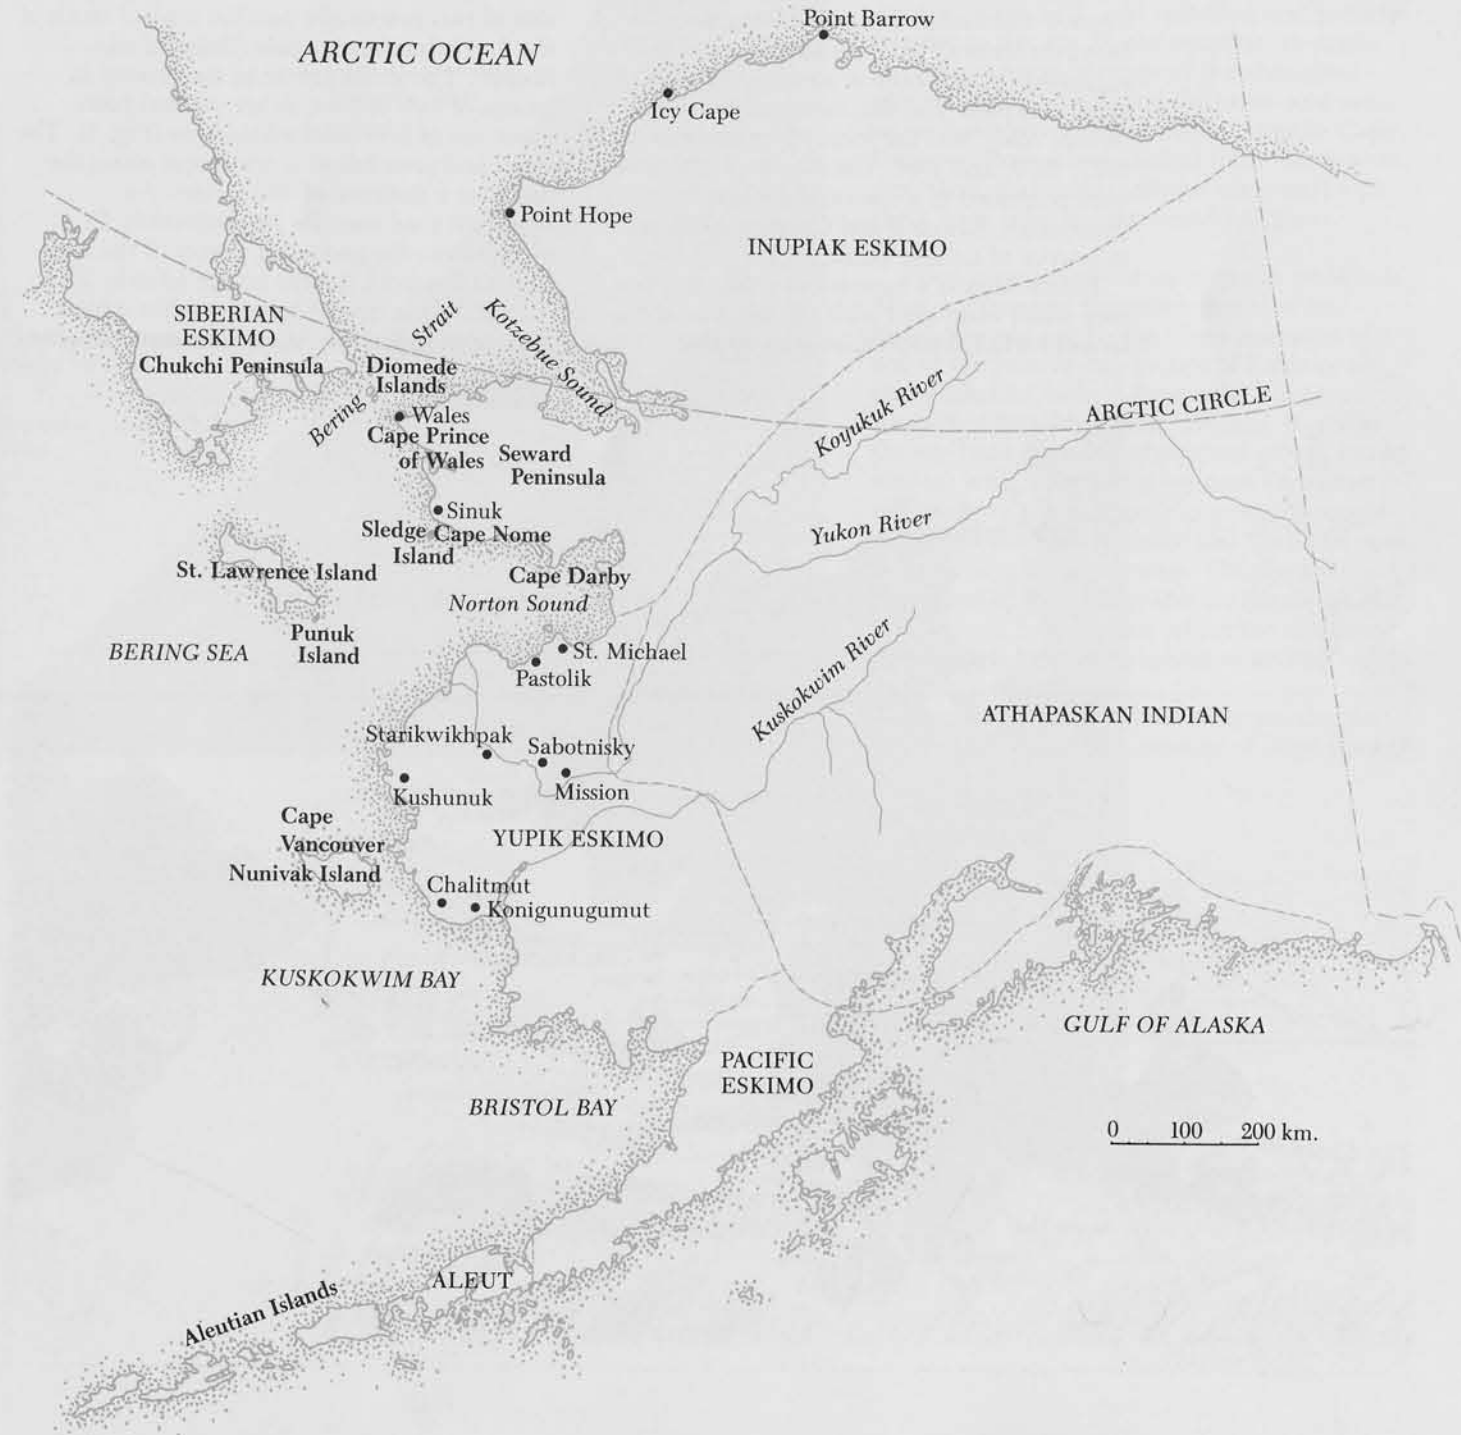 Point Barrow
ARCTIC OCEAN
Icy Cape
Point Hope
INUPIAK ESKIMO
SIBERIAN
ESKIMO
Chukchi Peninsula
Bering
Strait
Kotzebue Sound
Diomede
Islands
Wales
Cape Prince
of Wales
Seward
Peninsula
Koyukuk River
ARCTIC CIRCLE
Sinuk
Sledge
Island
Cape Nome
Yukon River
St. Lawrence Island
Cape Darby
Norton Sound
Punuk
Island
BERING SEA
St. Michael
Pastolik
Kuskokwim River
ATHAPASKAN INDIAN
Starikwikhpak
Sabotnisky
Kushunuk
Mission
Cape
Vancouver
YUPIK ESKIMO
Nunivak Island
Chalitmut
Konigunugumut
KUSKOKWIM BAY
GULF OF ALASKA
PACIFIC
ESKIMO
BRISTOL BAY
0 100 200 km.
ALEUT
Aleutian Islands